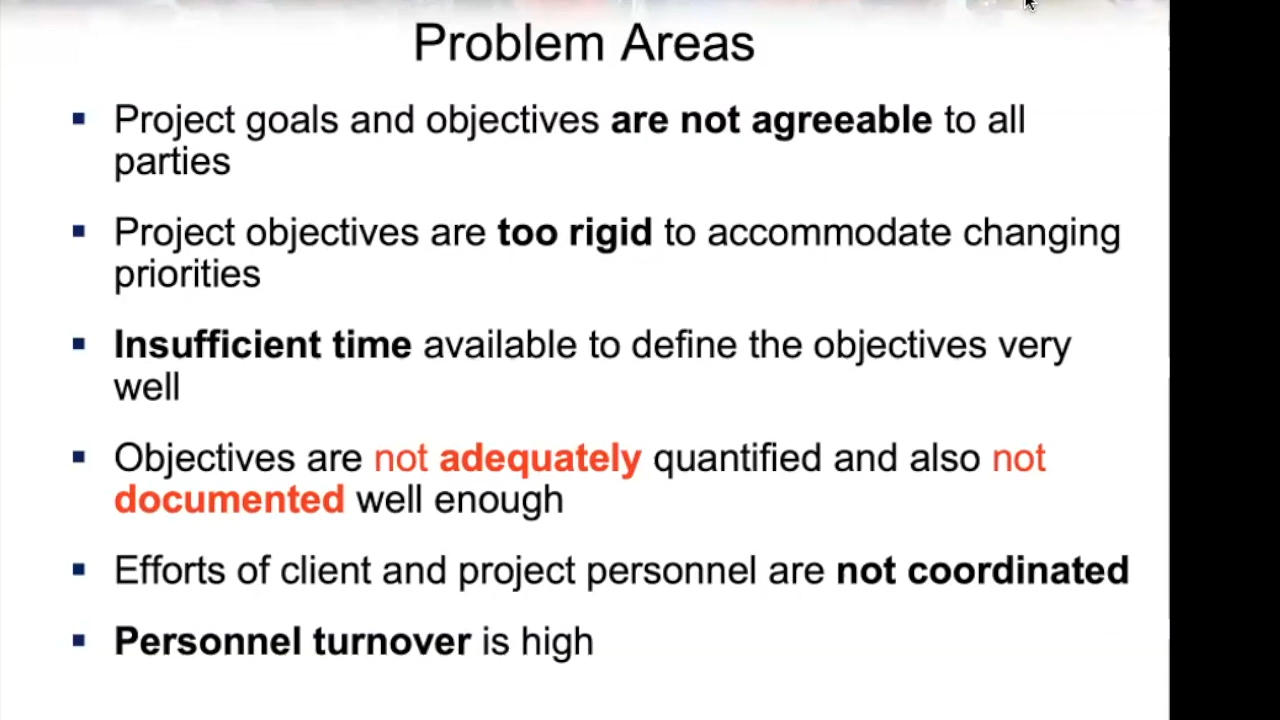 Problem Areas
▪ Project goals and objectives are not agreeable to all
parties
▪ Project objectives are too rigid to accommodate changing
priorities
▪ Insufficient time available to define the objectives very
well
▪ Objectives are not adequately quantified and also not
documented well enough
▪ Efforts of client and project personnel are not coordinated
▪ Personnel turnover is high